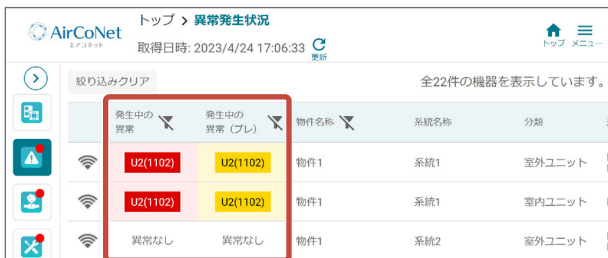 AirCoNet
エアコネット
トップ > 異常発生状況
取得日時: 2023/4/24 17:06:33
更新
トップ メニュー
絞り込みクリア
全22件の機器を表示しています。
発生中の異常
発生中の異常 (プレ)
物件名称
系統名称
分類
U2(1102) U2(1102) 物件1 系統1 室外ユニット
U2(1102) U2(1102) 物件1 系統1 室内ユニット
異常なし 異常なし 物件1 系統2 室外ユニット